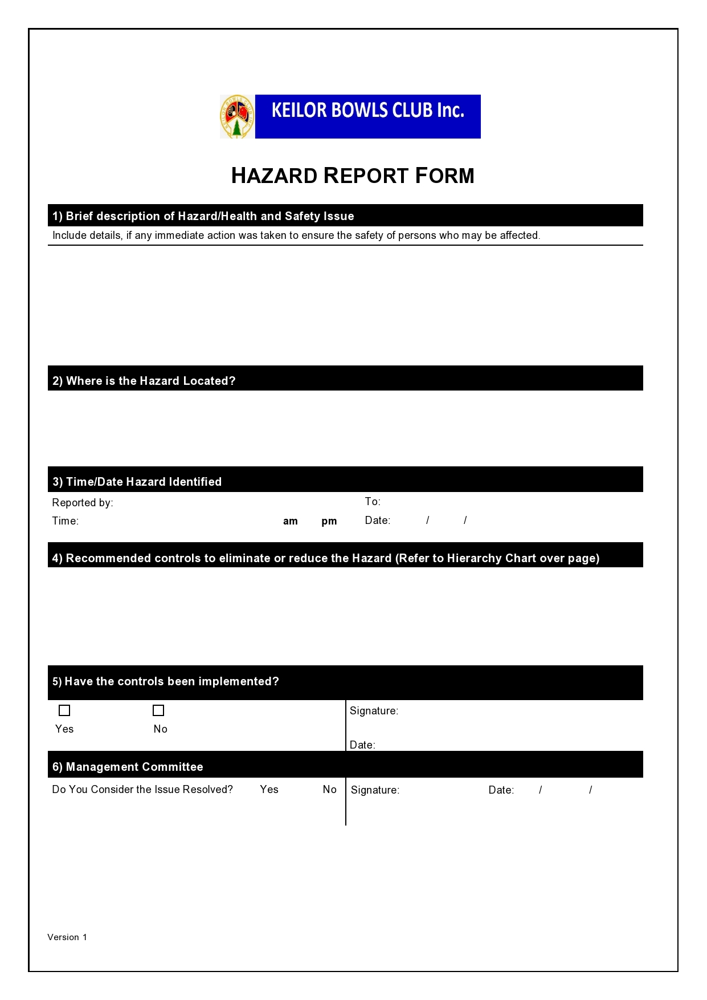 KEILOR BOWLS CLUB INC.
KEILOR BOWLS CLUB Inc.
HAZARD REPORT FORM
1) Brief description of Hazard/Health and Safety Issue
Include details, if any immediate action was taken to ensure the safety of persons who may be affected.
2) Where is the Hazard Located?
3) Time/Date Hazard Identified
Reported by: To:
Time: am pm Date: / /
4) Recommended controls to eliminate or reduce the Hazard (Refer to Hierarchy Chart over page)
5) Have the controls been implemented?
Signature:
Yes No
Date:
6) Management Committee
Do You Consider the Issue Resolved? Yes No Signature: Date: / /
Version 1